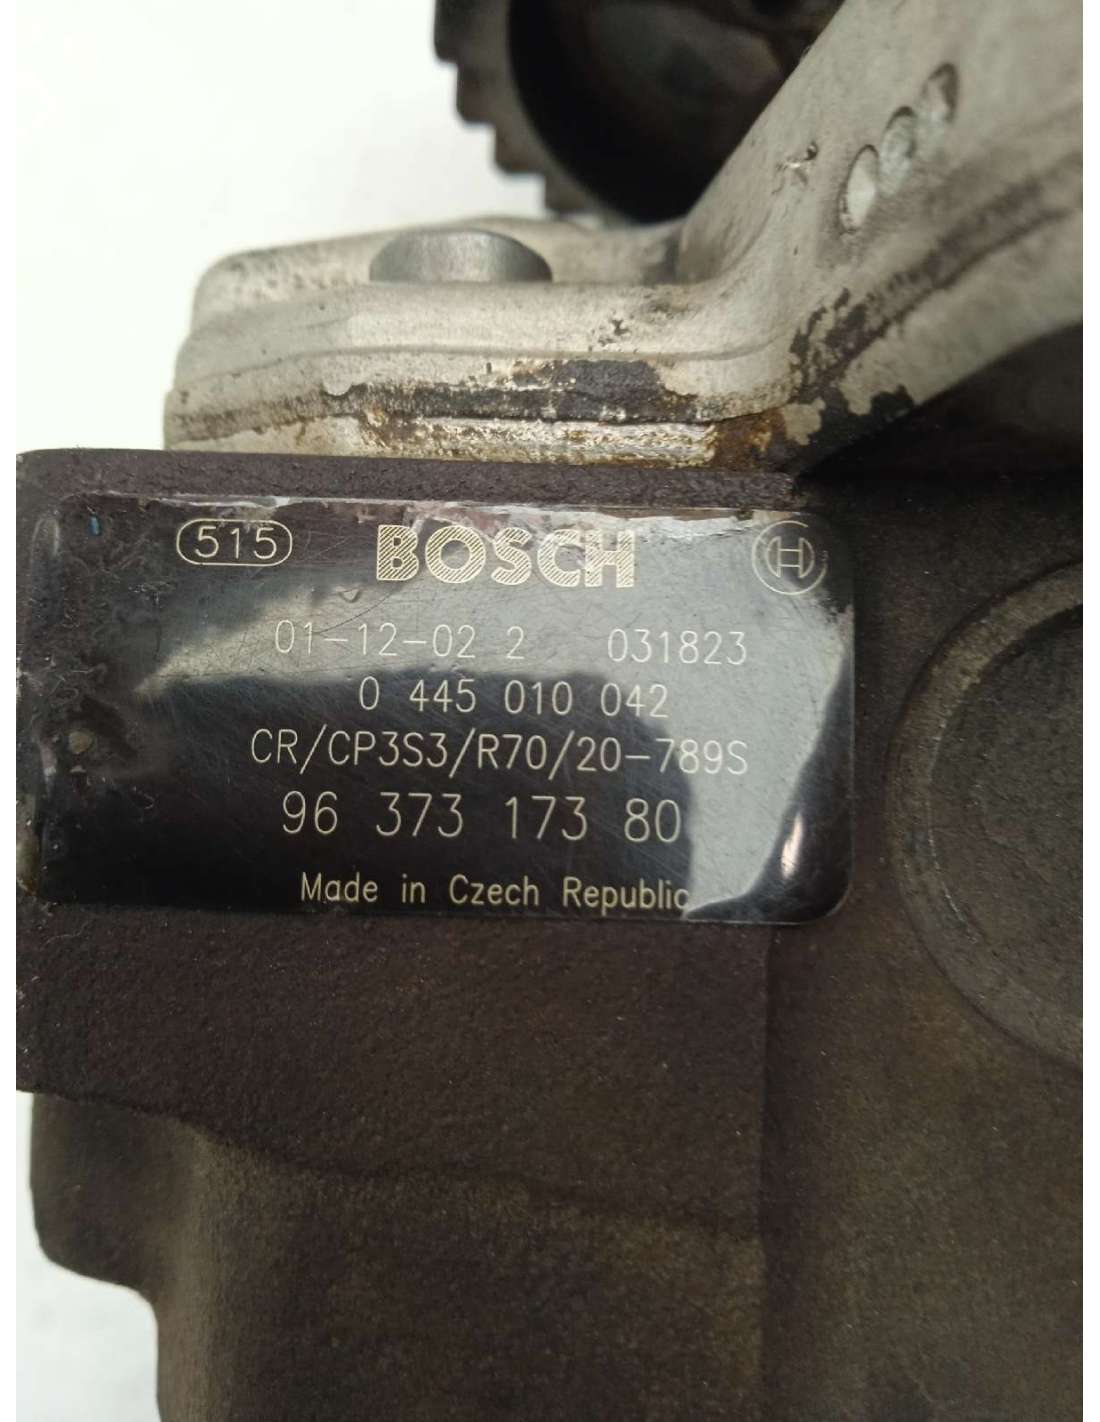 515 BOSCH H
01-12-02 2 031823
0 445 010 042
CR/CP3S3/R70/20-789S
96 373 173 80
Made in Czech Republic